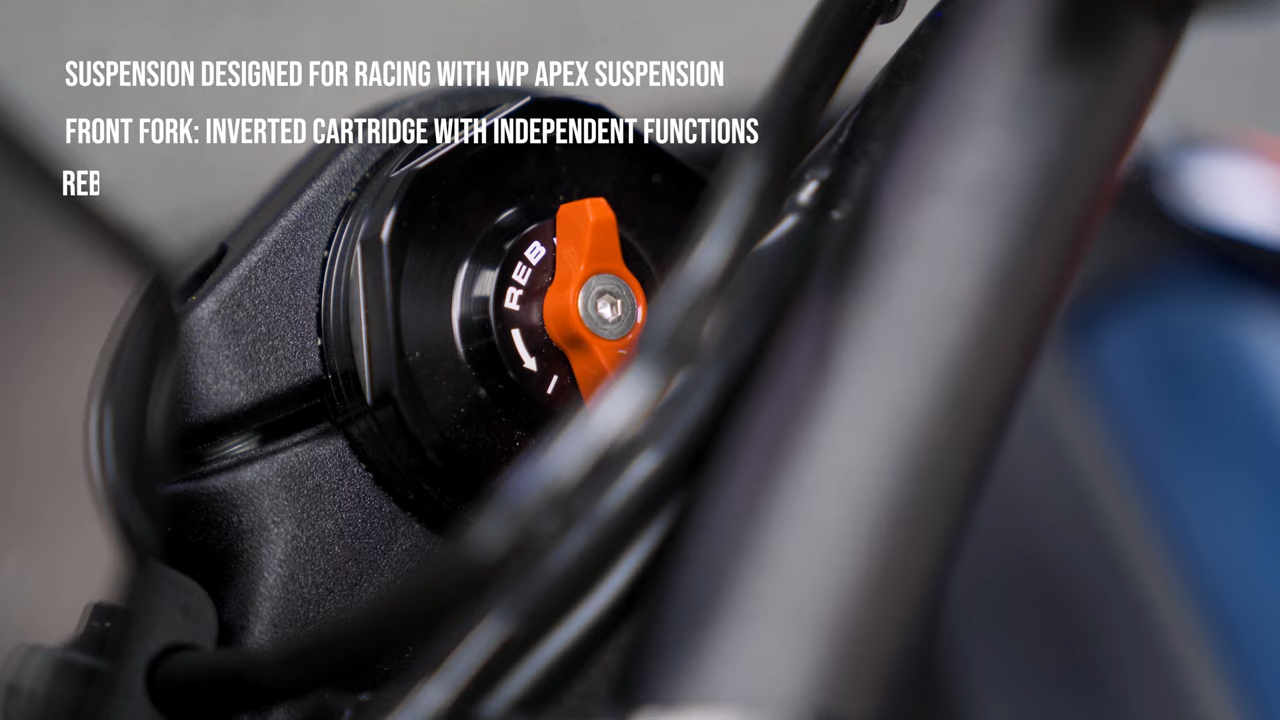 SUSPENSION DESIGNED FOR RACING WITH WP APEX SUSPENSION
FRONT FORK: INVERTED CARTRIDGE WITH INDEPENDENT FUNCTIONS
REB
REB